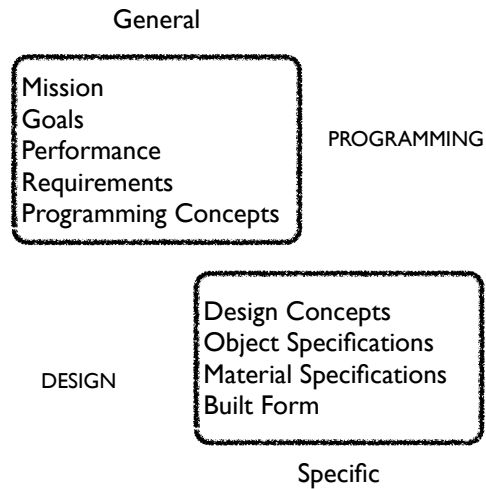 General
Mission
Goals
Performance
Requirements
Programming Concepts
PROGRAMMING
Design Concepts
Object Specifications
Material Specifications
Built Form
DESIGN
Specific